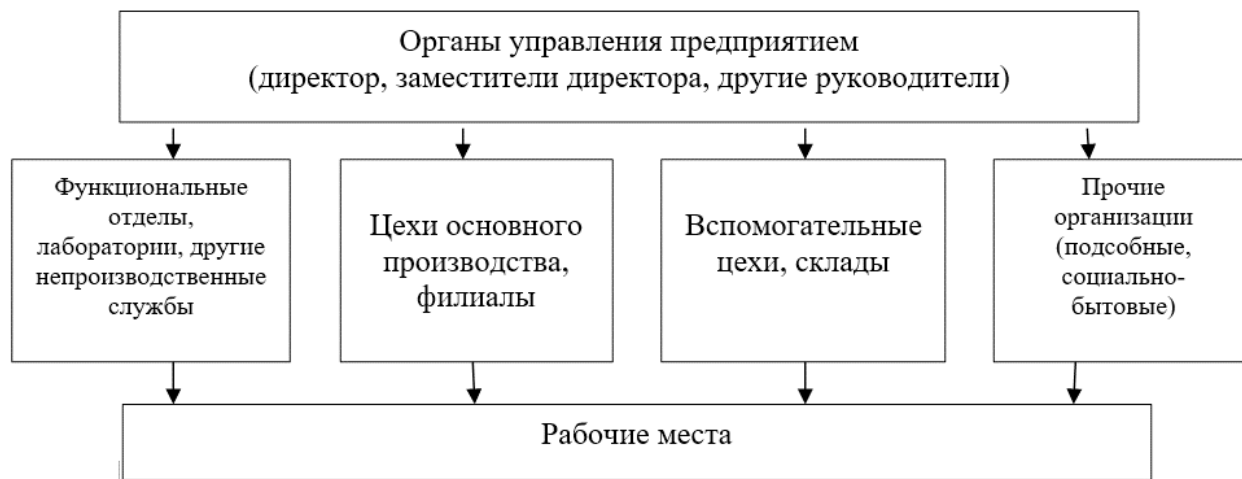 Органы управления предприятием
(директор, заместители директора, другие руководители)
Функциональные
отделы,
лаборатории, другие
непроизводственные
службы
Цехи основного
производства,
филиалы
Вспомогательные
цехи, склады
Прочие
организации
(подсобные,
социально-
бытовые)
Рабочие места